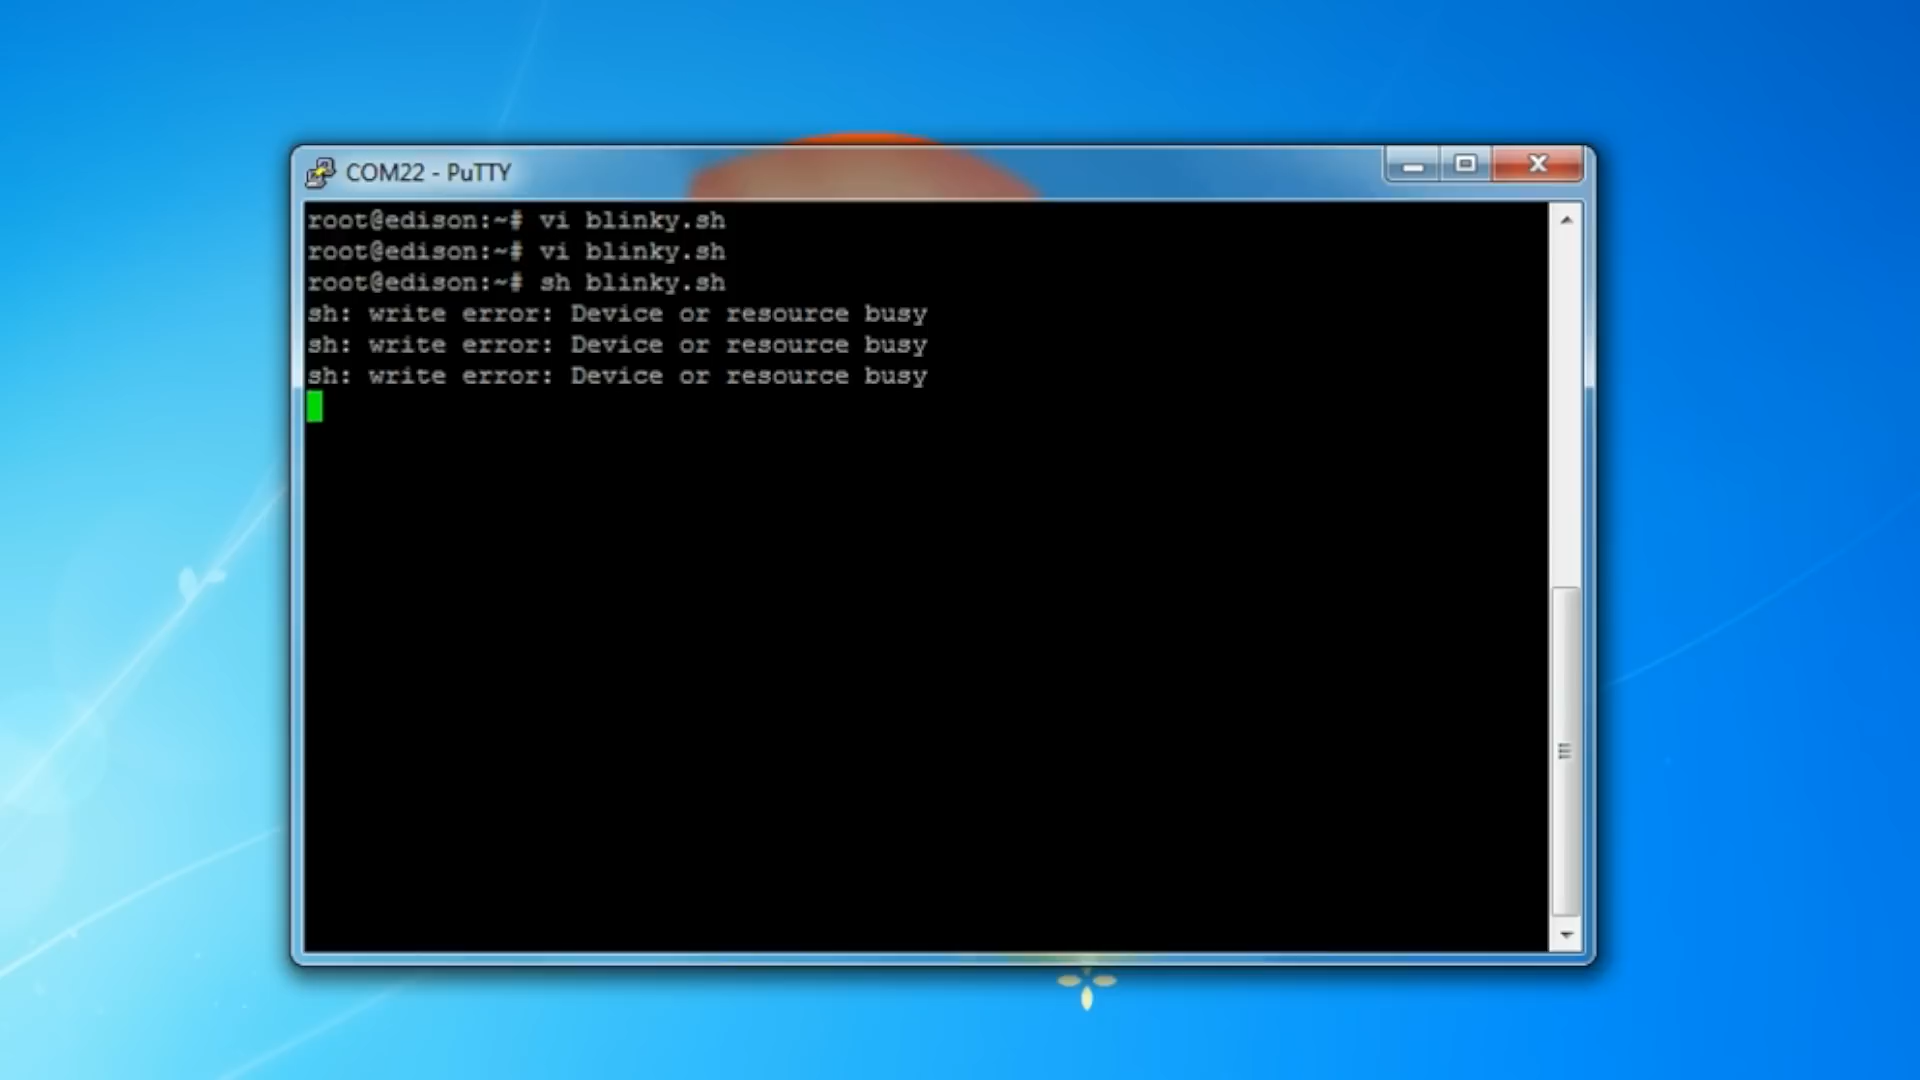 COM22 - PuTTY
root@edison:~# vi blinky.sh
root@edison:~# vi blinky.sh
root@edison:~# sh blinky.sh
sh: write error: Device or resource busy
sh: write error: Device or resource busy
sh: write error: Device or resource busy